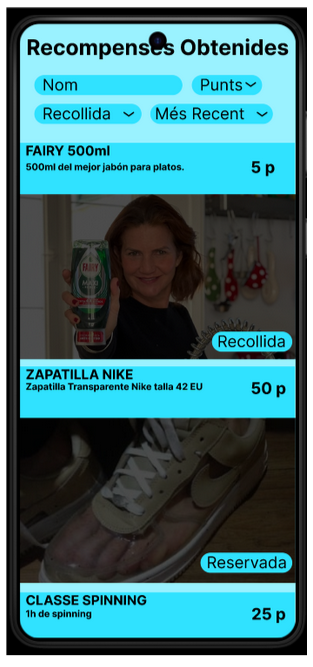 Recompenses Obtenides
Nom
Punts
Recollida
Més Recent
FAIRY 500ml
500ml del mejor jabón para platos.
5 p
FAIRY
Recollida
ZAPATILLA NIKE
Zapatilla Transparente Nike talla 42 EU
50 p
Reservada
CLASSE SPINNING
1h de spinning
25 p